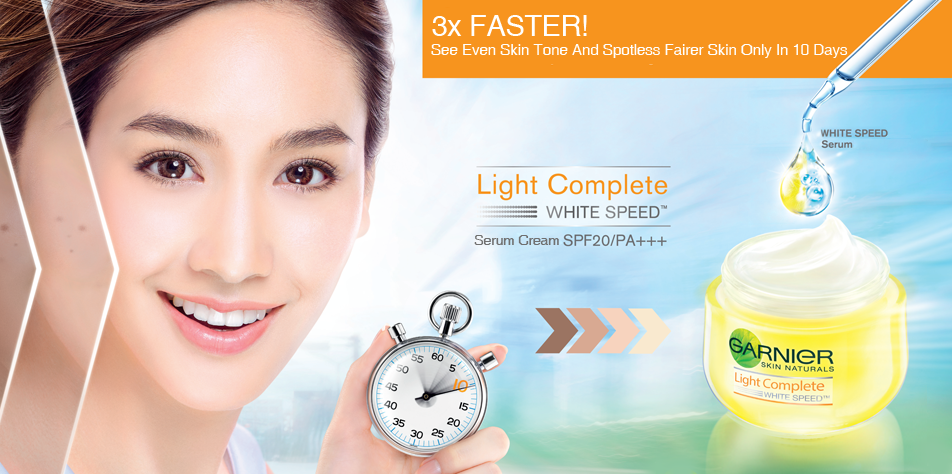 3x FASTER!
See Even Skin Tone And Spotless Fairer Skin Only In 10 Days
WHITE SPEED
Serum
Light Complete
WHITE SPEED™
Serum Cream SPF20/PA+++
60
5
10
15
20
25
30
35
40
45
50
55
GARNIER
SKIN NATURALS
Light Complete
WHITE SPEED™